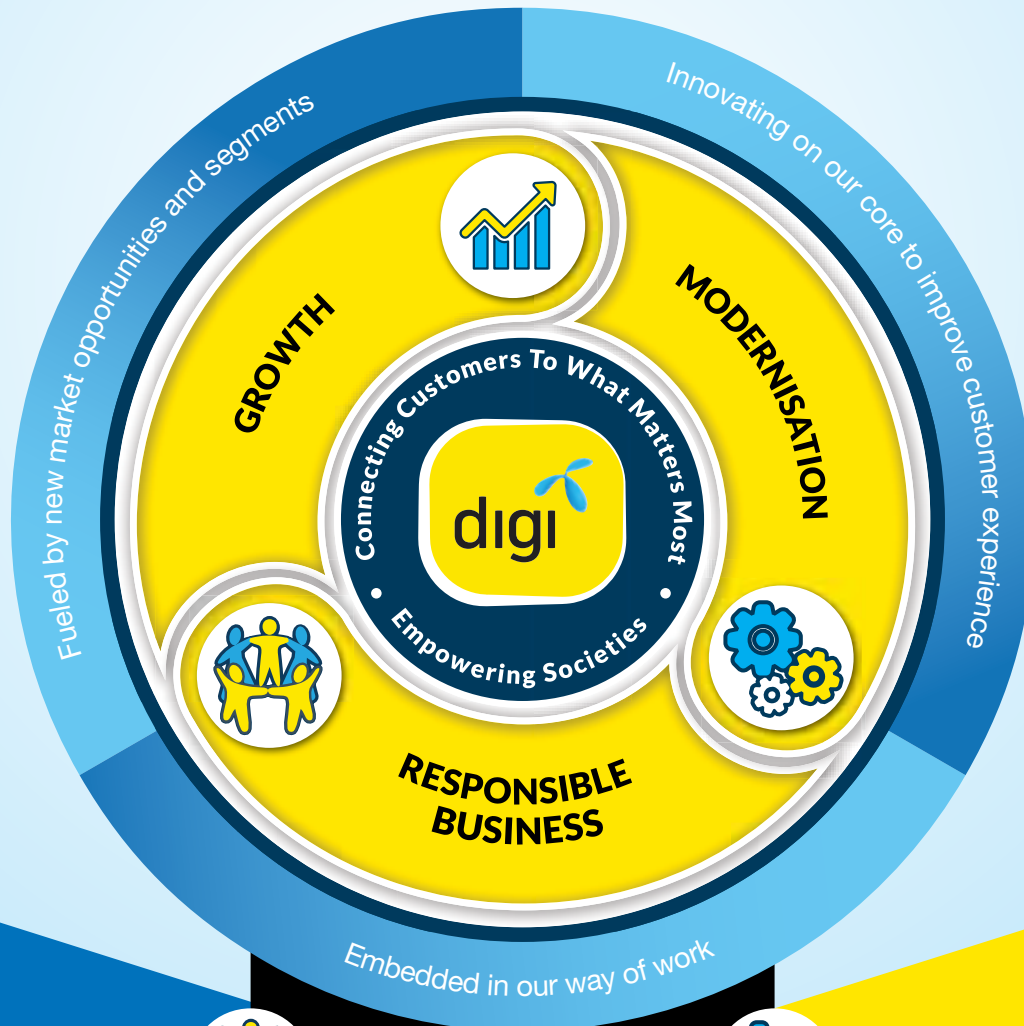 Fueled by new market opportunities and segments
Innovating on our core to improve customer experience
GROWTH
MODERNISATION
Connecting Customers To What Matters Most
digi
• Empowering Societies •
RESPONSIBLE
BUSINESS
Embedded in our way of work